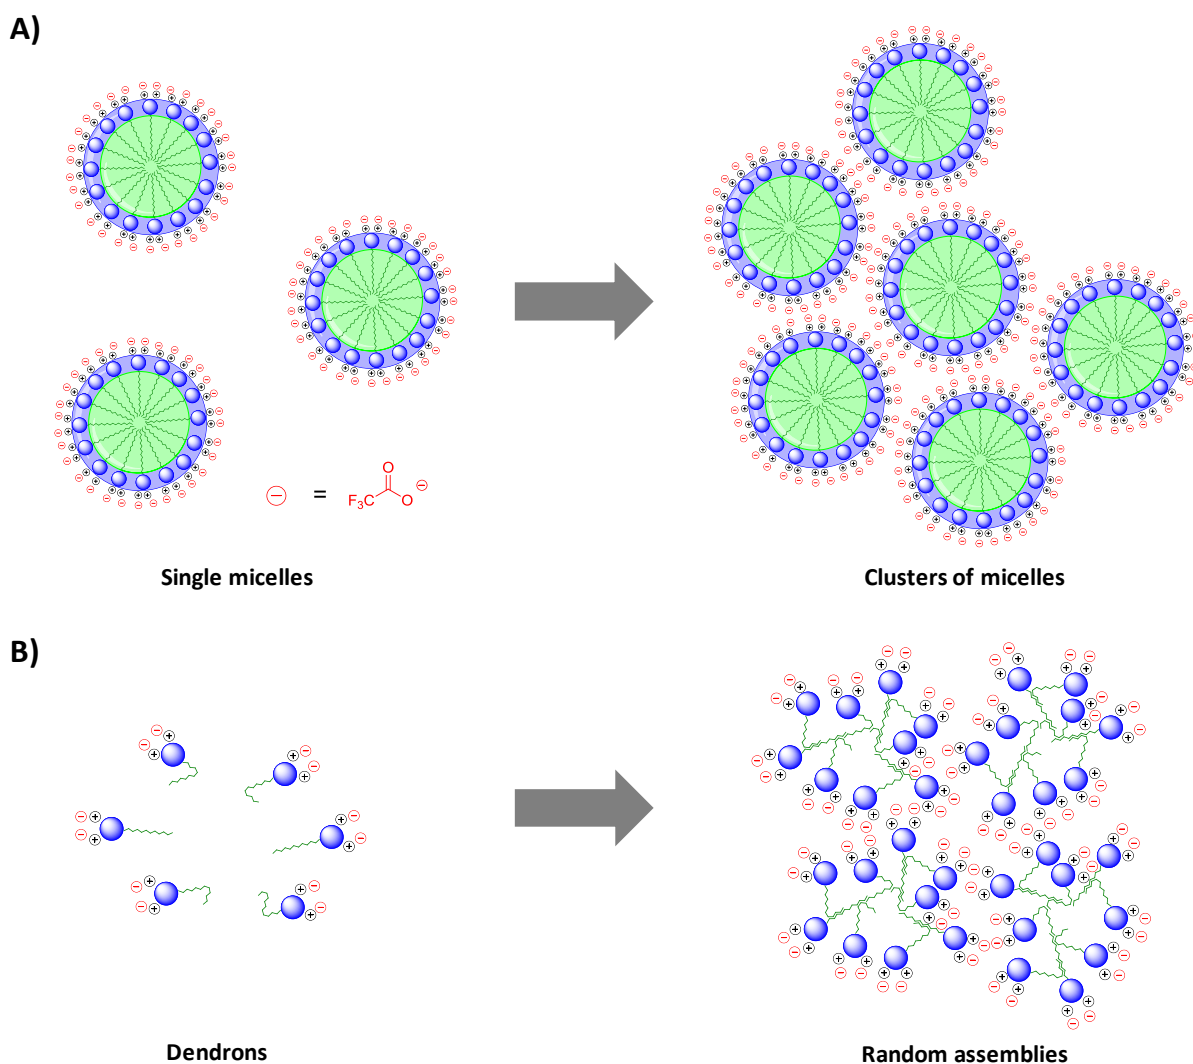 A)
⊖ = F₃C O O ⊖
Single micelles
Clusters of micelles
B)
Dendrons
Random assemblies